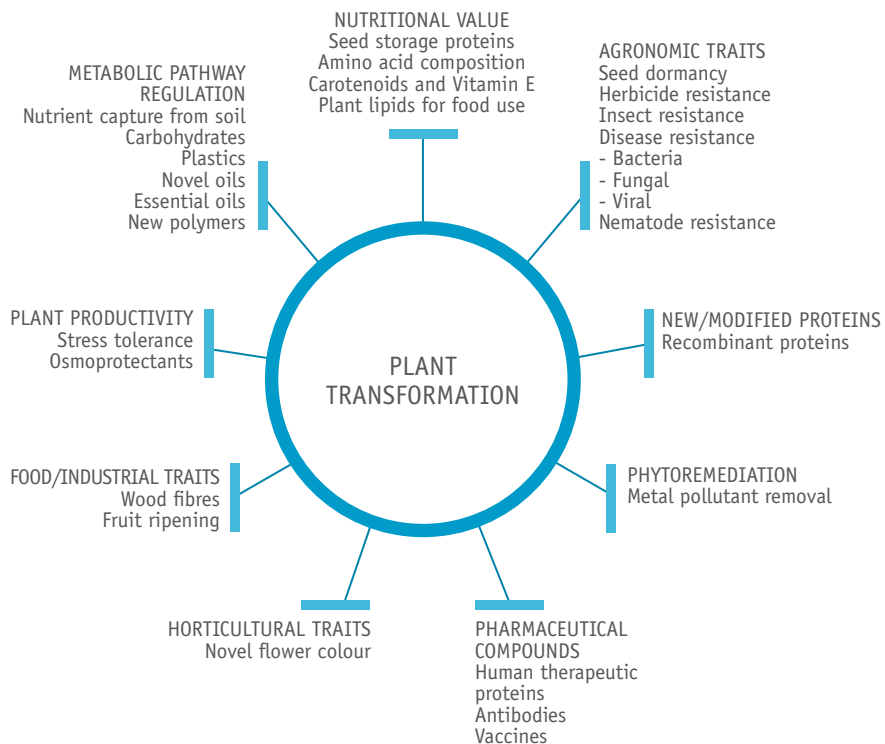 NUTRITIONAL VALUE
Seed storage proteins
Amino acid composition
Carotenoids and Vitamin E
Plant lipids for food use
AGRONOMIC TRAITS
Seed dormancy
Herbicide resistance
Insect resistance
Disease resistance
- Bacteria
- Fungal
- Viral
Nematode resistance
NEW/MODIFIED PROTEINS
Recombinant proteins
PHYTOREMEDIATION
Metal pollutant removal
PHARMACEUTICAL
COMPOUNDS
Human therapeutic
proteins
Antibodies
Vaccines
HORTICULTURAL TRAITS
Novel flower colour
FOOD/INDUSTRIAL TRAITS
Wood fibres
Fruit ripening
PLANT PRODUCTIVITY
Stress tolerance
Osmoprotectants
METABOLIC PATHWAY
REGULATION
Nutrient capture from soil
Carbohydrates
Plastics
Novel oils
Essential oils
New polymers
PLANT
TRANSFORMATION